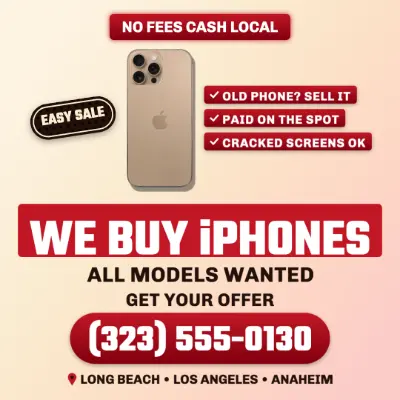 NO FEES CASH LOCAL
EASY SALE
OLD PHONE? SELL IT
PAID ON THE SPOT
CRACKED SCREENS OK
WE BUY iPHONES
ALL MODELS WANTED
GET YOUR OFFER
(323) 555-0130
LONG BEACH • LOS ANGELES • ANAHEIM